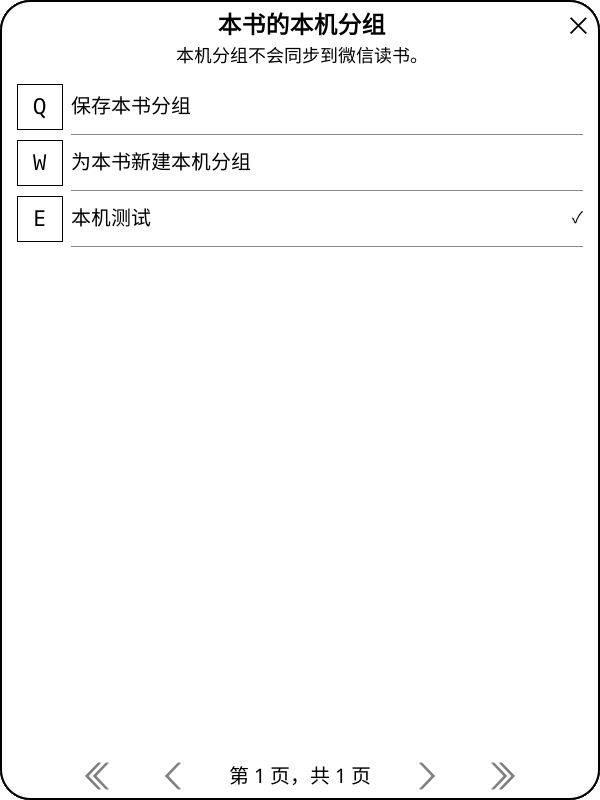 本书的本机分组
本机分组不会同步到微信读书。
Q 保存本书分组
W 为本书新建本机分组
E 本机测试 ✓
第 1 页，共 1 页